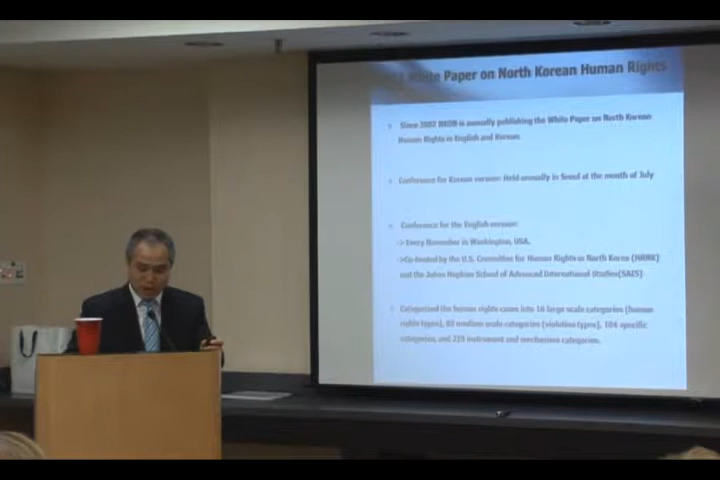 White Paper on North Korean Human Rights
Since 2007 NKDB is annually publishing the White Paper on North Korean
Human Rights in English and Korean.
Conference for Korean version: Held annually in Seoul at the month of July
Conference for the English version:
-> Every November in Washington, USA.
->Co-hosted by the U.S. Committee for Human Rights in North Korea (HRNK)
and the Johns Hopkins School of Advanced International Studies(SAIS)
Categorized the human rights cases into 16 large scale categories (human
rights types), 83 medium scale categories (violation types), specific
categories, and instrument and mechanism categories.